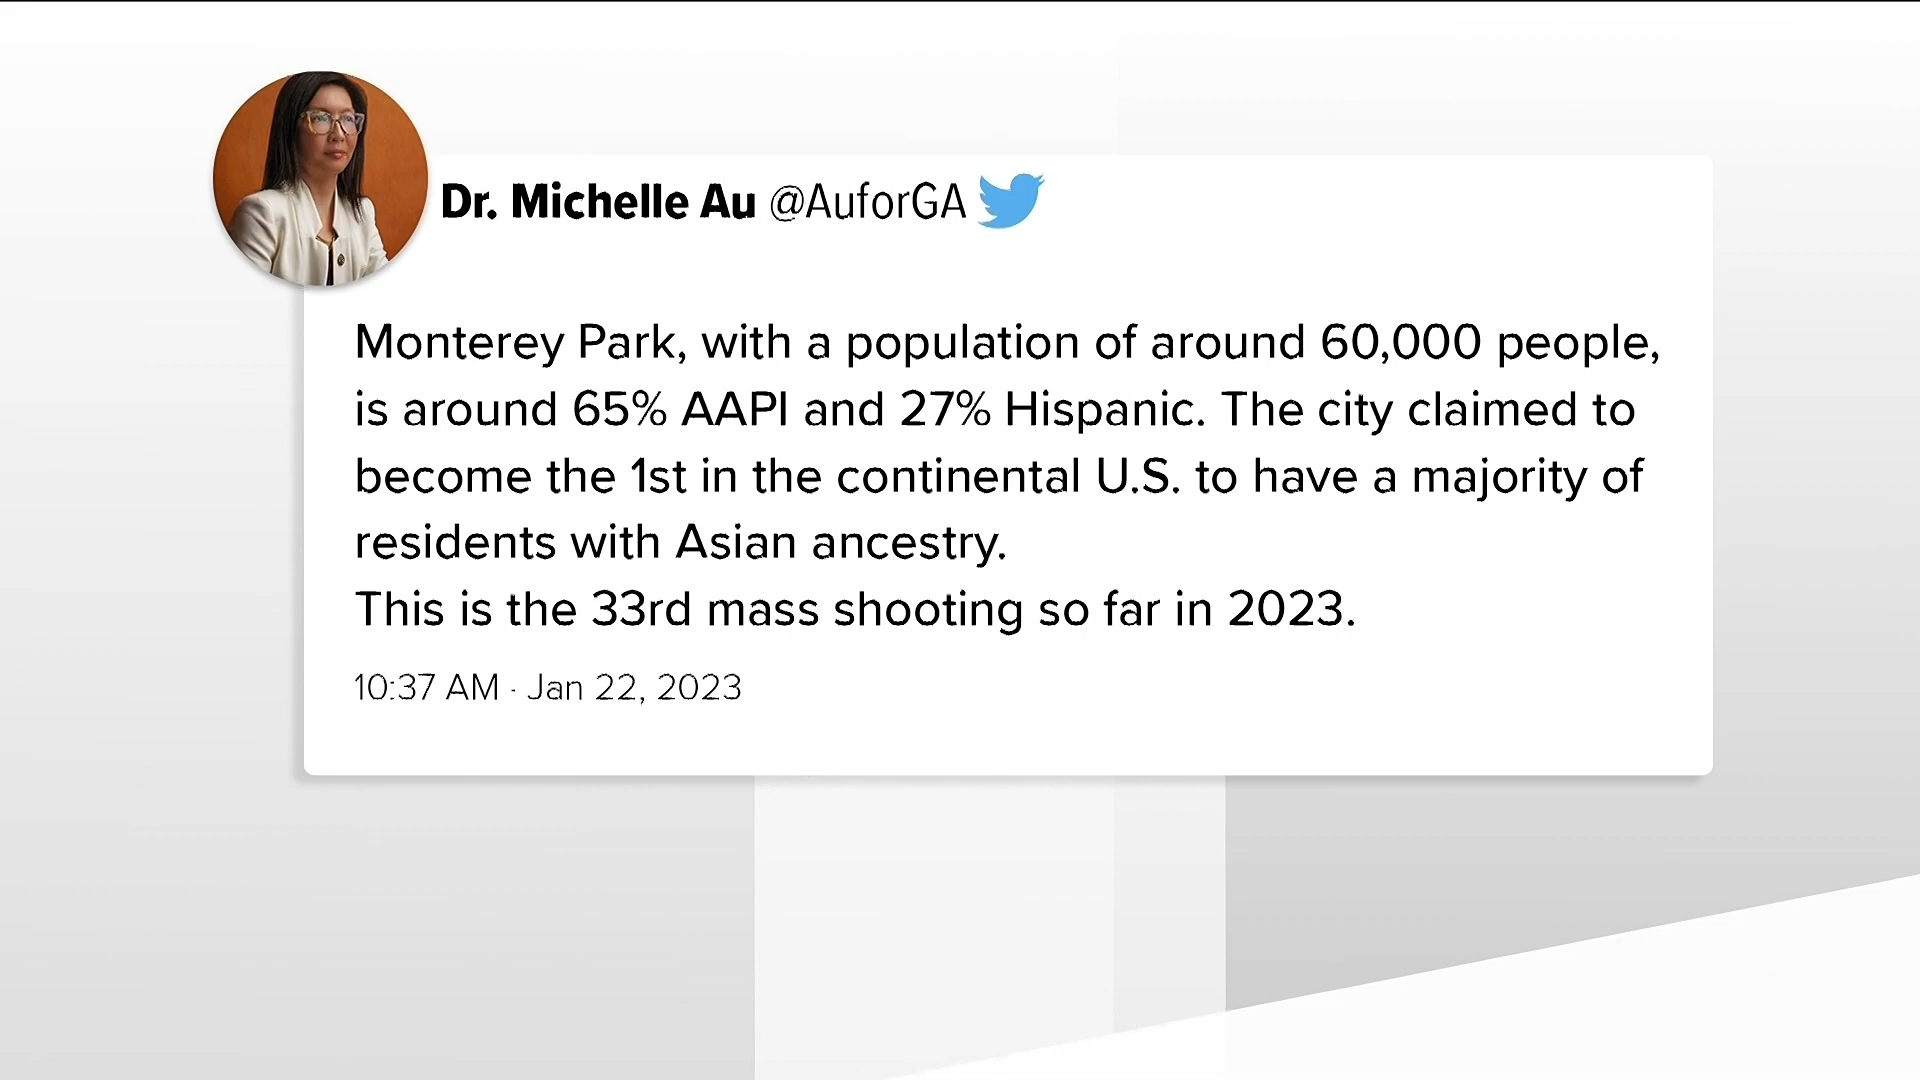 Dr. Michelle Au @AuforGA
Monterey Park, with a population of around 60,000 people,
is around 65% AAPI and 27% Hispanic. The city claimed to
become the 1st in the continental U.S. to have a majority of
residents with Asian ancestry.
This is the 33rd mass shooting so far in 2023.
10:37 AM · Jan 22, 2023